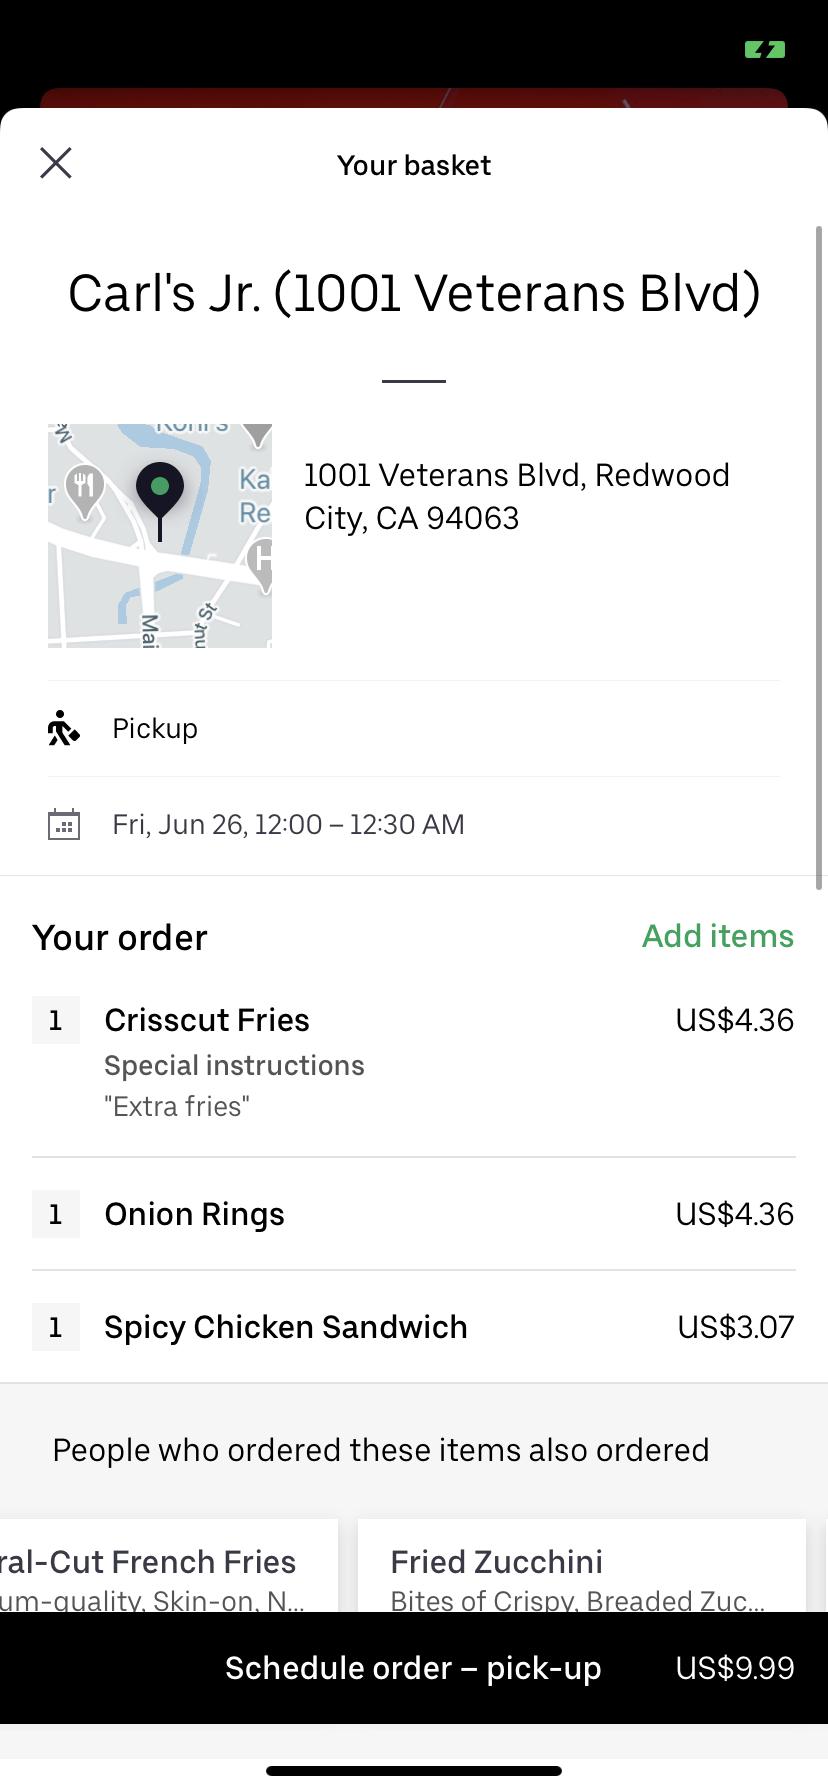 Your basket
Carl's Jr. (1001 Veterans Blvd)
Kohl's
Ka
Re
H
Mai
St
1001 Veterans Blvd, Redwood
City, CA 94063
Pickup
Fri, Jun 26, 12:00 – 12:30 AM
Your order
Add items
1 Crisscut Fries US$4.36
Special instructions
"Extra fries"
1 Onion Rings US$4.36
1 Spicy Chicken Sandwich US$3.07
People who ordered these items also ordered
ral-Cut French Fries
um-quality, Skin-on, N...
Fried Zucchini
Bites of Crispy, Breaded Zuc...
Schedule order – pick-up US$9.99